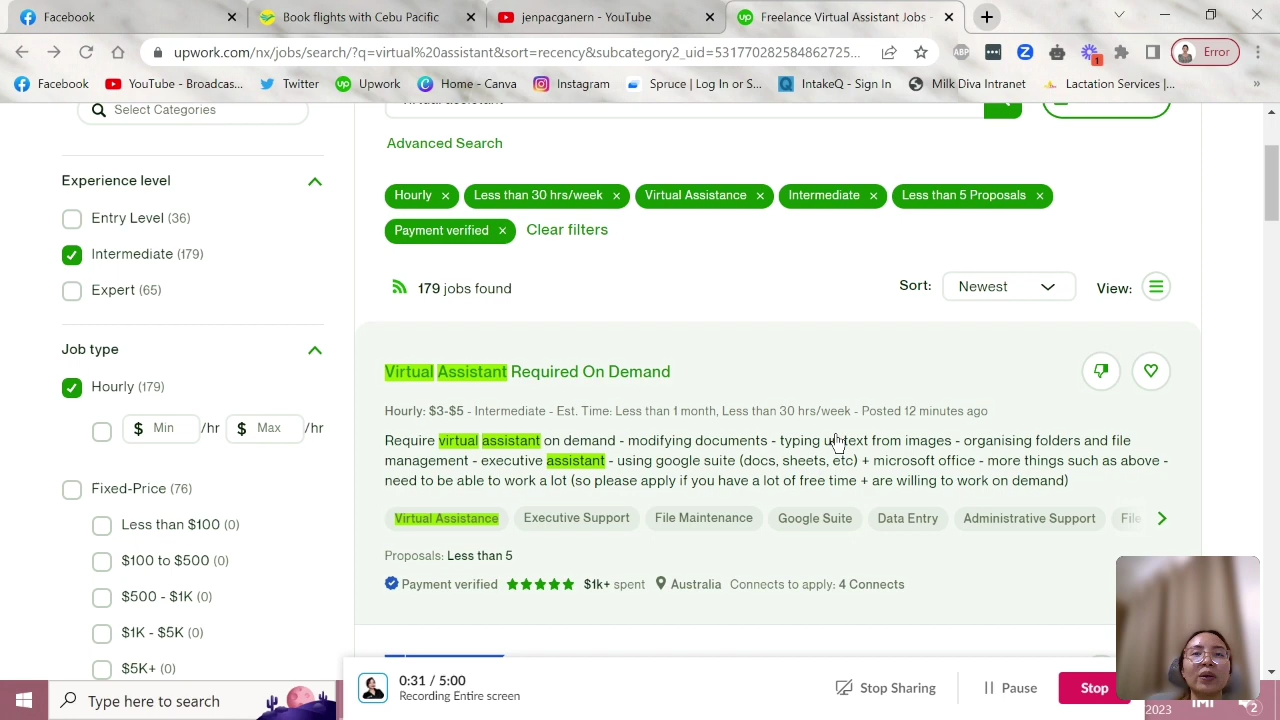 Facebook
Book flights with Cebu Pacific
jenpacganern - YouTube
Freelance Virtual Assistant Jobs -
upwork.com/nx/jobs/search/?q=virtual%20assistant&sort=recency&subcategory2_uid=531770282584862725...
ABP
1
Error
Facebook
YouTube - Broadcas...
Twitter
Upwork
Home - Canva
Instagram
Spruce | Log In or S...
IntakeQ - Sign In
Milk Diva Intranet
Lactation Services |...
»
Select Categories
Advanced Search
Experience level
Entry Level (36)
Intermediate (179)
Expert (65)
Job type
Hourly (179)
$ Min /hr $ Max /hr
Fixed-Price (76)
Less than $100 (0)
$100 to $500 (0)
$500 - $1K (0)
$1K - $5K (0)
$5K+ (0)
Hourly × Less than 30 hrs/week × Virtual Assistance × Intermediate × Less than 5 Proposals ×
Payment verified × Clear filters
179 jobs found
Sort: Newest View:
Virtual Assistant Required On Demand
Hourly: $3-$5 - Intermediate - Est. Time: Less than 1 month, Less than 30 hrs/week - Posted 12 minutes ago
Require virtual assistant on demand - modifying documents - typing text from images - organising folders and file
management - executive assistant - using google suite (docs, sheets, etc) + microsoft office - more things such as above -
need to be able to work a lot (so please apply if you have a lot of free time + are willing to work on demand)
Virtual Assistance Executive Support File Maintenance Google Suite Data Entry Administrative Support File
Proposals: Less than 5
Payment verified $1k+ spent Australia Connects to apply: 4 Connects
0:31 / 5:00
Recording Entire screen
Stop Sharing
Pause
Stop
Type here to search
2023
2